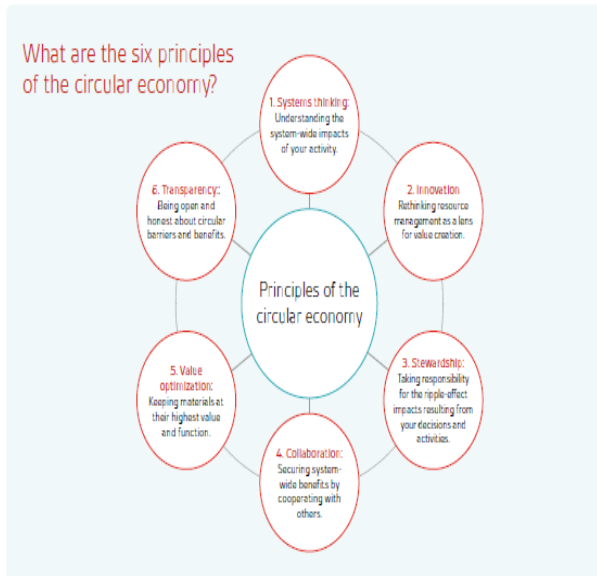 What are the six principles
of the circular economy?
1. Systems thinking:
Understanding the
system-wide impacts
of your activity.
2. Innovation
Rethinking resource
management as a lens
for value creation.
3. Stewardship:
Taking responsibility
for the ripple-effect
impacts resulting from
your decisions and
activities.
4. Collaboration:
Securing system-
wide benefits by
cooperating with
others.
5. Value
optimization:
Keeping materials at
their highest value
and function.
6. Transparency::
Being open and
honest about circular
barriers and benefits.
Principles of the
circular economy